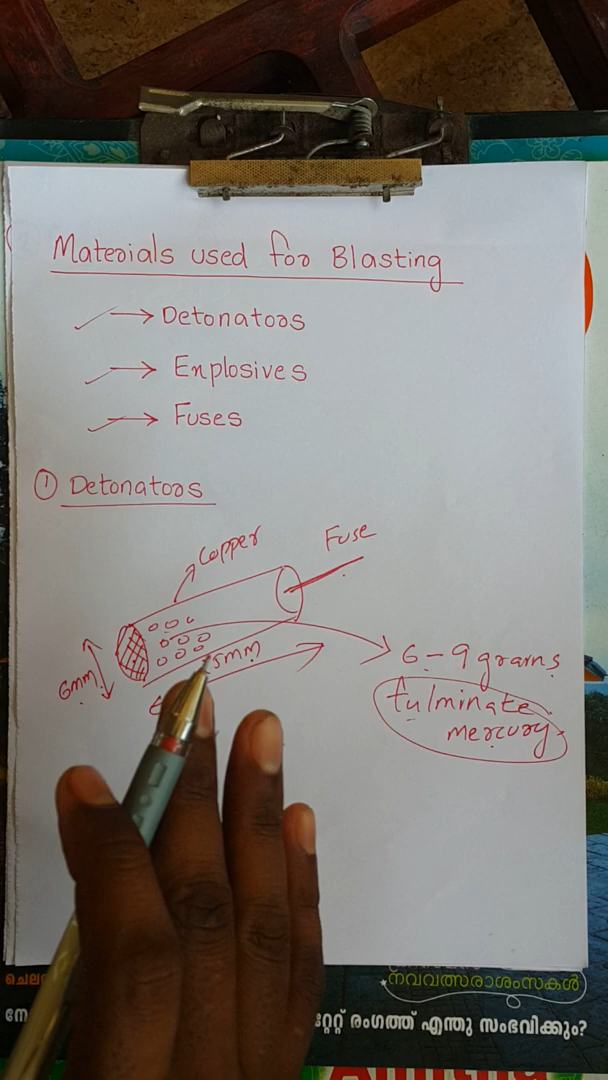 Materials used for Blasting
→ Detonators
→ Explosives
→ Fuses
① Detonators
Copper
Fuse
6mm
5mm
6-9 grams
fulminate
mercury
നവവത്സരാശംസകൾ
റ്റേറ്റ് രംഗത്ത് എന്തു സംഭവിക്കും?